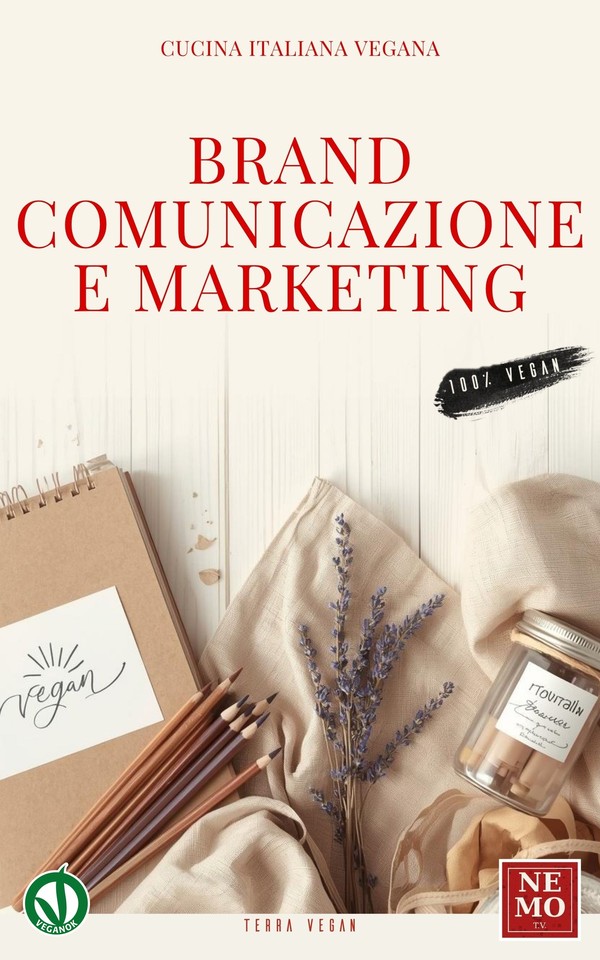 CUCINA ITALIANA VEGANA
BRAND
COMUNICAZIONE
E MARKETING
100% VEGAN
vegan
VEGANOK
TERRA VEGAN
NE
MO
T.V.